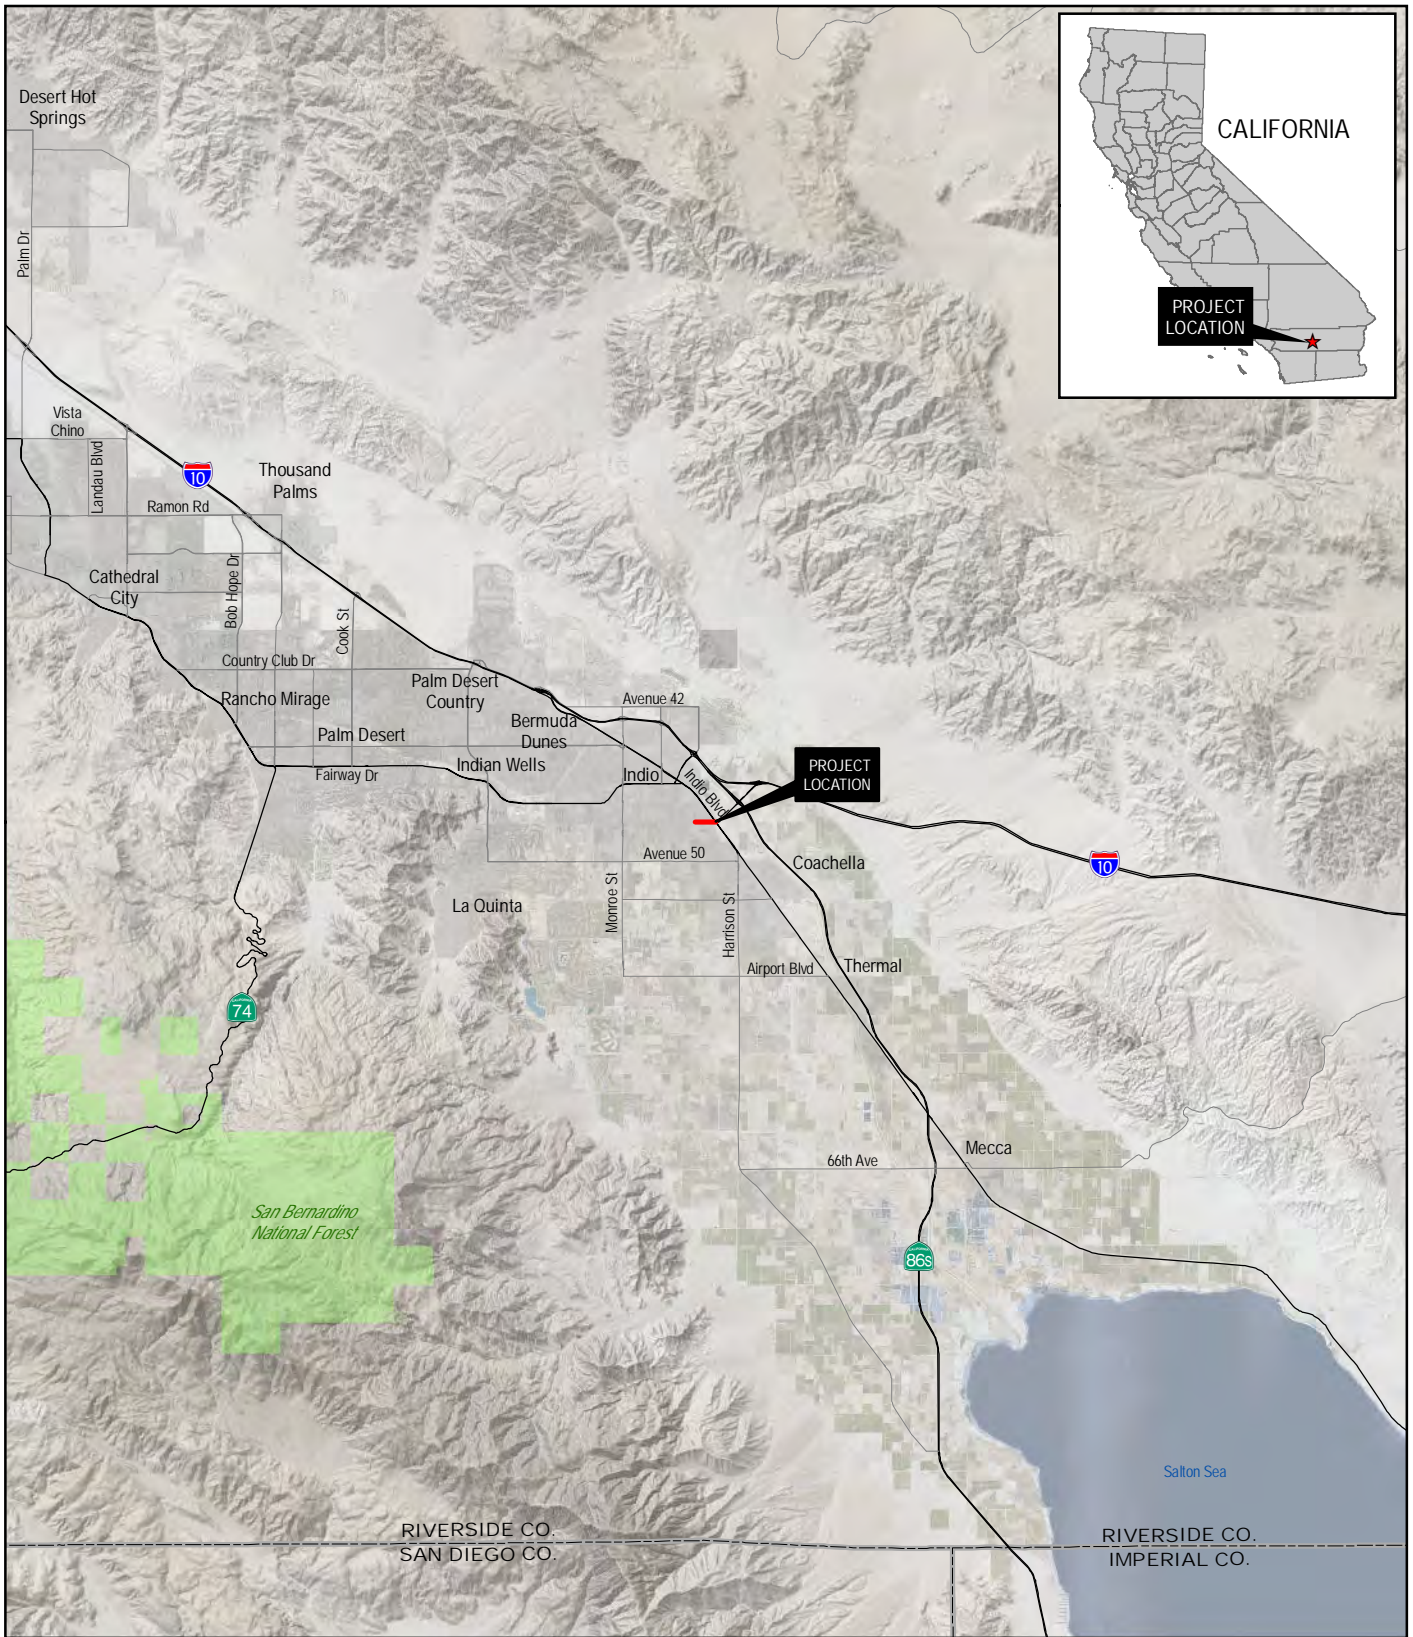 Desert Hot
Springs
CALIFORNIA
Palm Dr
PROJECT
LOCATION
Vista
Chino
Landau Blvd
10
Thousand
Palms
Ramon Rd
Cathedral
City
Bob Hope Dr
Cook St
Country Club Dr
Rancho Mirage
Palm Desert
Country
Avenue 42
Bermuda
Dunes
Palm Desert
Indian Wells
Fairway Dr
Indio
Indio Blvd
PROJECT
LOCATION
Avenue 50
Coachella
10
La Quinta
Monroe St
Harrison St
Airport Blvd
Thermal
CALIFORNIA
74
Mecca
66th Ave
San Bernardino
National Forest
CALIFORNIA
86S
Salton Sea
RIVERSIDE CO.
SAN DIEGO CO.
RIVERSIDE CO.
IMPERIAL CO.